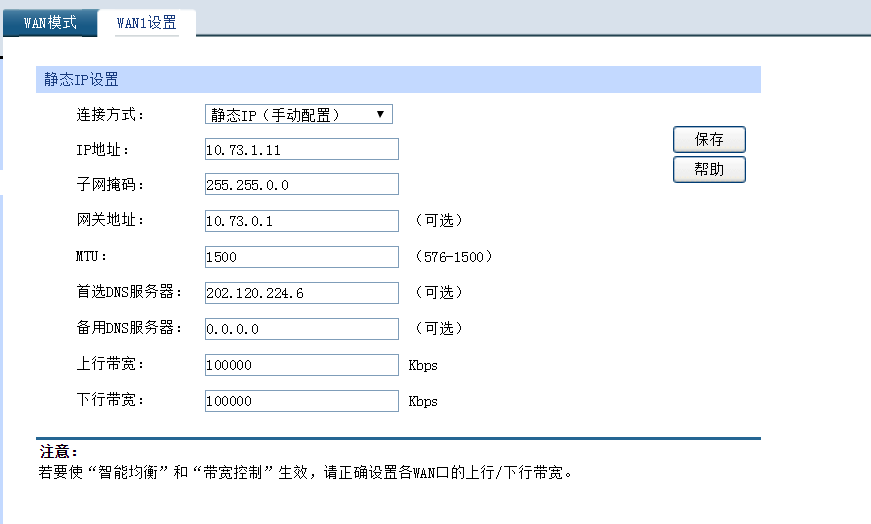 WAN模式 WAN1设置
静态IP设置
连接方式： 静态IP（手动配置）
IP地址： 10.73.1.11
保存
子网掩码： 255.255.0.0
帮助
网关地址： 10.73.0.1 （可选）
MTU： 1500 （576-1500）
首选DNS服务器： 202.120.224.6 （可选）
备用DNS服务器： 0.0.0.0 （可选）
上行带宽： 100000 Kbps
下行带宽： 100000 Kbps
注意：
若要使“智能均衡”和“带宽控制”生效，请正确设置各WAN口的上行/下行带宽。